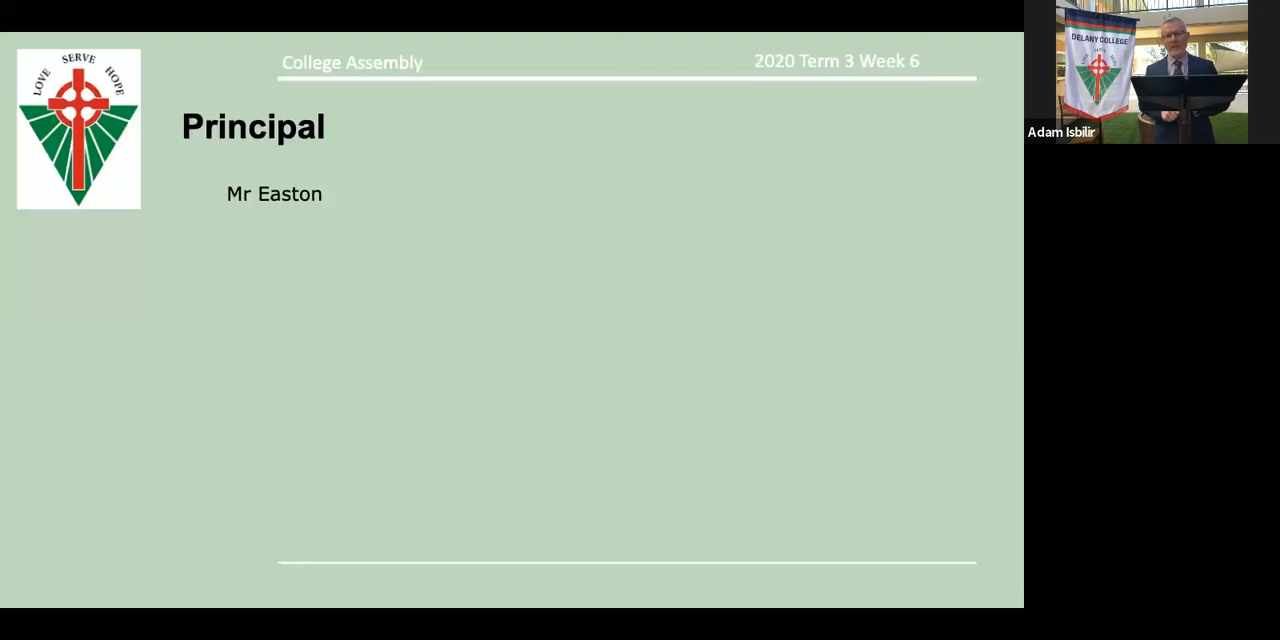 LOVE SERVE HOPE
College Assembly
2020 Term 3 Week 6
Principal
Mr Easton
DELANY COLLEGE
Adam Isbilir